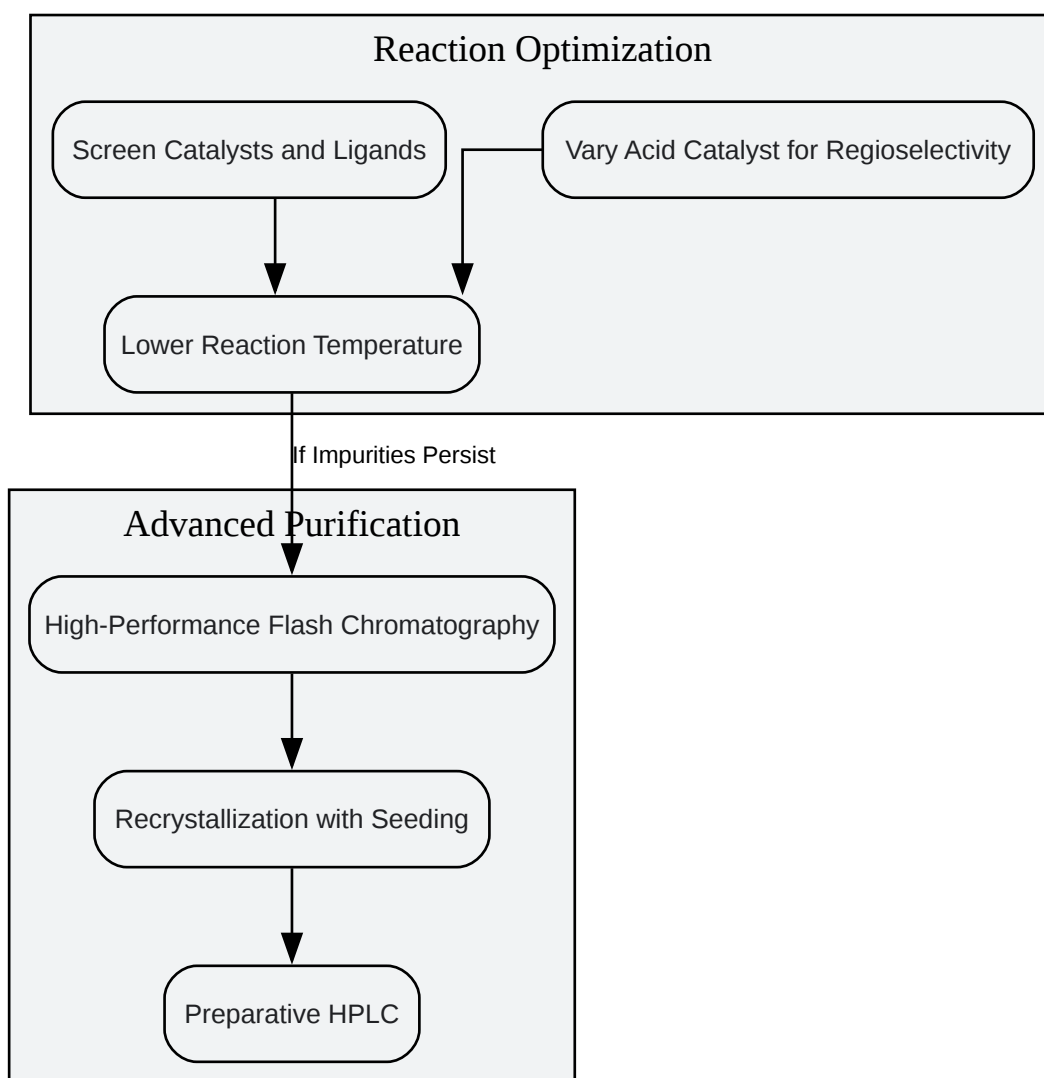 Reaction Optimization
Screen Catalysts and Ligands
Vary Acid Catalyst for Regioselectivity
Lower Reaction Temperature
If Impurities Persist
Advanced Purification
High-Performance Flash Chromatography
Recrystallization with Seeding
Preparative HPLC